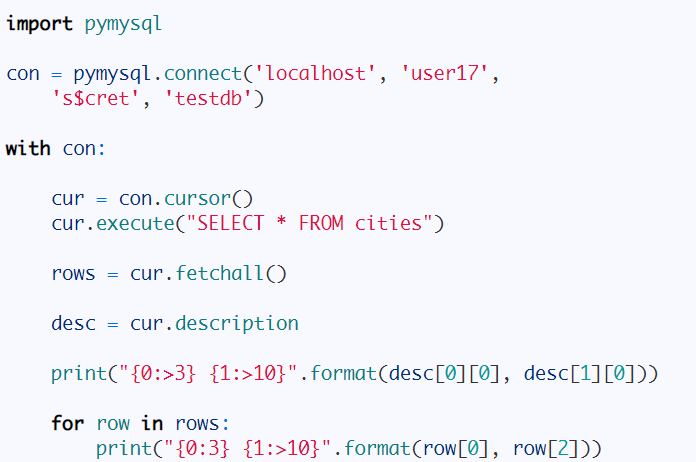 import pymysql
con = pymysql.connect('localhost', 'user17',
    's$cret', 'testdb')
with con:
    cur = con.cursor()
    cur.execute("SELECT * FROM cities")
    rows = cur.fetchall()
    desc = cur.description
    print("{0:>3} {1:>10}".format(desc[0][0], desc[1][0]))
    for row in rows:
        print("{0:3} {1:>10}".format(row[0], row[2]))